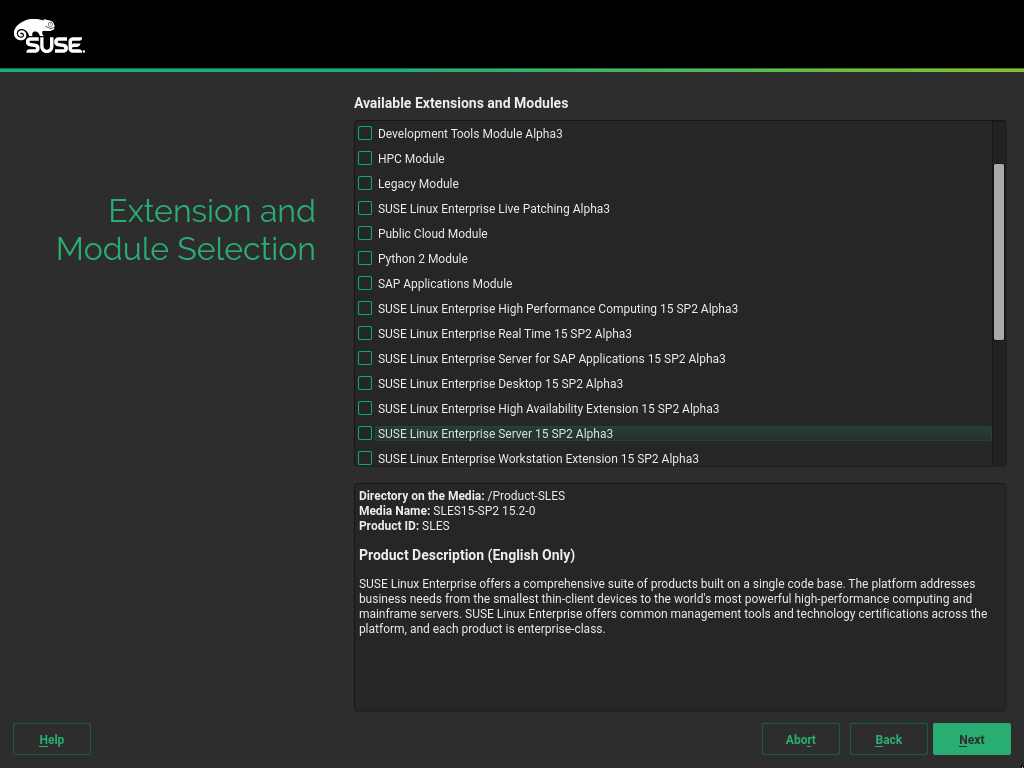 SUSE.
Extension and
Module Selection
Available Extensions and Modules
Development Tools Module Alpha3
HPC Module
Legacy Module
SUSE Linux Enterprise Live Patching Alpha3
Public Cloud Module
Python 2 Module
SAP Applications Module
SUSE Linux Enterprise High Performance Computing 15 SP2 Alpha3
SUSE Linux Enterprise Real Time 15 SP2 Alpha3
SUSE Linux Enterprise Server for SAP Applications 15 SP2 Alpha3
SUSE Linux Enterprise Desktop 15 SP2 Alpha3
SUSE Linux Enterprise High Availability Extension 15 SP2 Alpha3
SUSE Linux Enterprise Server 15 SP2 Alpha3
SUSE Linux Enterprise Workstation Extension 15 SP2 Alpha3
Directory on the Media: /Product-SLES
Media Name: SLES15-SP2 15.2-0
Product ID: SLES
Product Description (English Only)
SUSE Linux Enterprise offers a comprehensive suite of products built on a single code base. The platform addresses
business needs from the smallest thin-client devices to the world's most powerful high-performance computing and
mainframe servers. SUSE Linux Enterprise offers common management tools and technology certifications across the
platform, and each product is enterprise-class.
Help
Abort
Back
Next